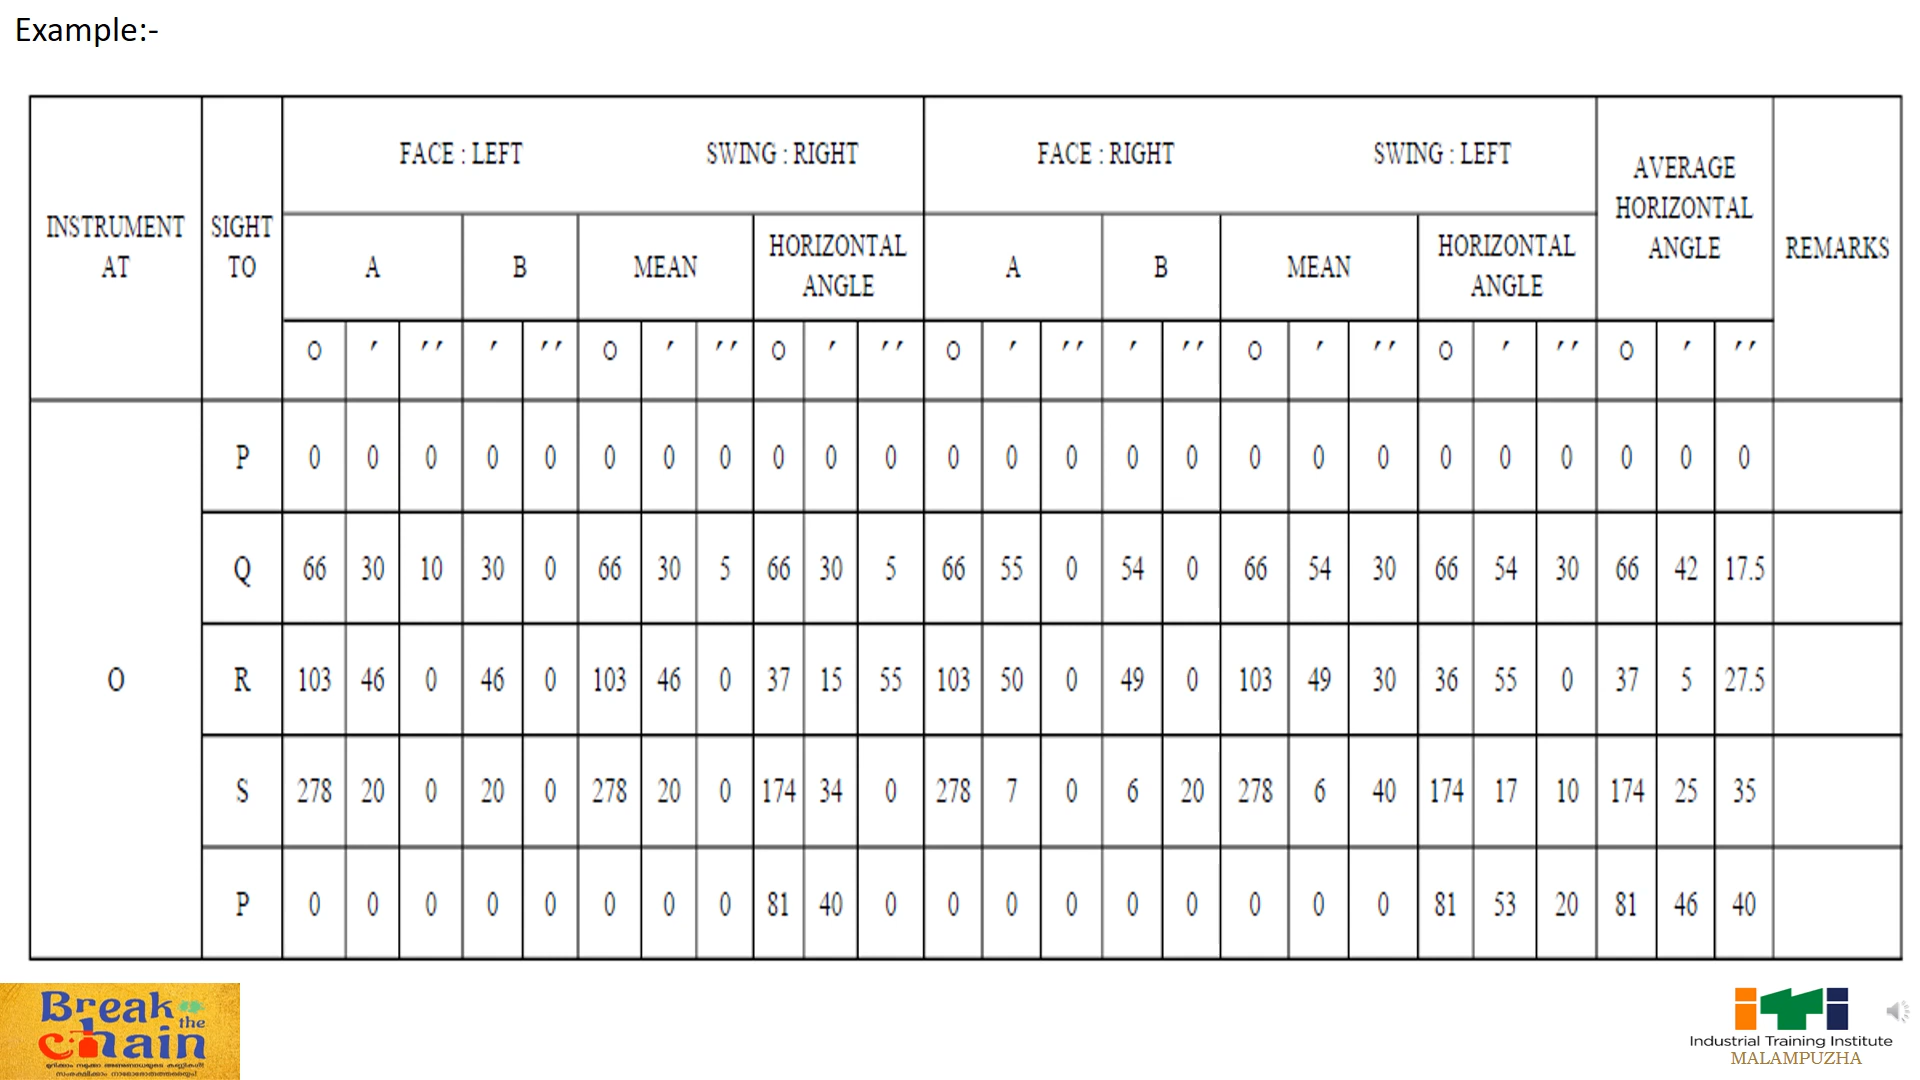 Example:-
INSTRUMENT AT SIGHT TO FACE : LEFT SWING : RIGHT FACE : RIGHT SWING : LEFT AVERAGE HORIZONTAL ANGLE REMARKS
A B MEAN HORIZONTAL ANGLE A B MEAN HORIZONTAL ANGLE
O ′ ′′ ′ ′′ O ′ ′′ O ′ ′′ O ′ ′′ ′ ′′ O ′ ′′ O ′ ′′ O ′ ′′
P 0 0 0 0 0 0 0 0 0 0 0 0 0 0 0 0 0 0 0 0 0 0 0 0 0
Q 66 30 10 30 0 66 30 5 66 30 5 66 55 0 54 0 66 54 30 66 54 30 66 42 17.5
O R 103 46 0 46 0 103 46 0 37 15 55 103 50 0 49 0 103 49 30 36 55 0 37 5 27.5
S 278 20 0 20 0 278 20 0 174 34 0 278 7 0 6 20 278 6 40 174 17 10 174 25 35
P 0 0 0 0 0 0 0 0 81 40 0 0 0 0 0 0 0 0 0 81 53 20 81 46 40
Break the chain
iTi
Industrial Training Institute
MALAMPUZHA